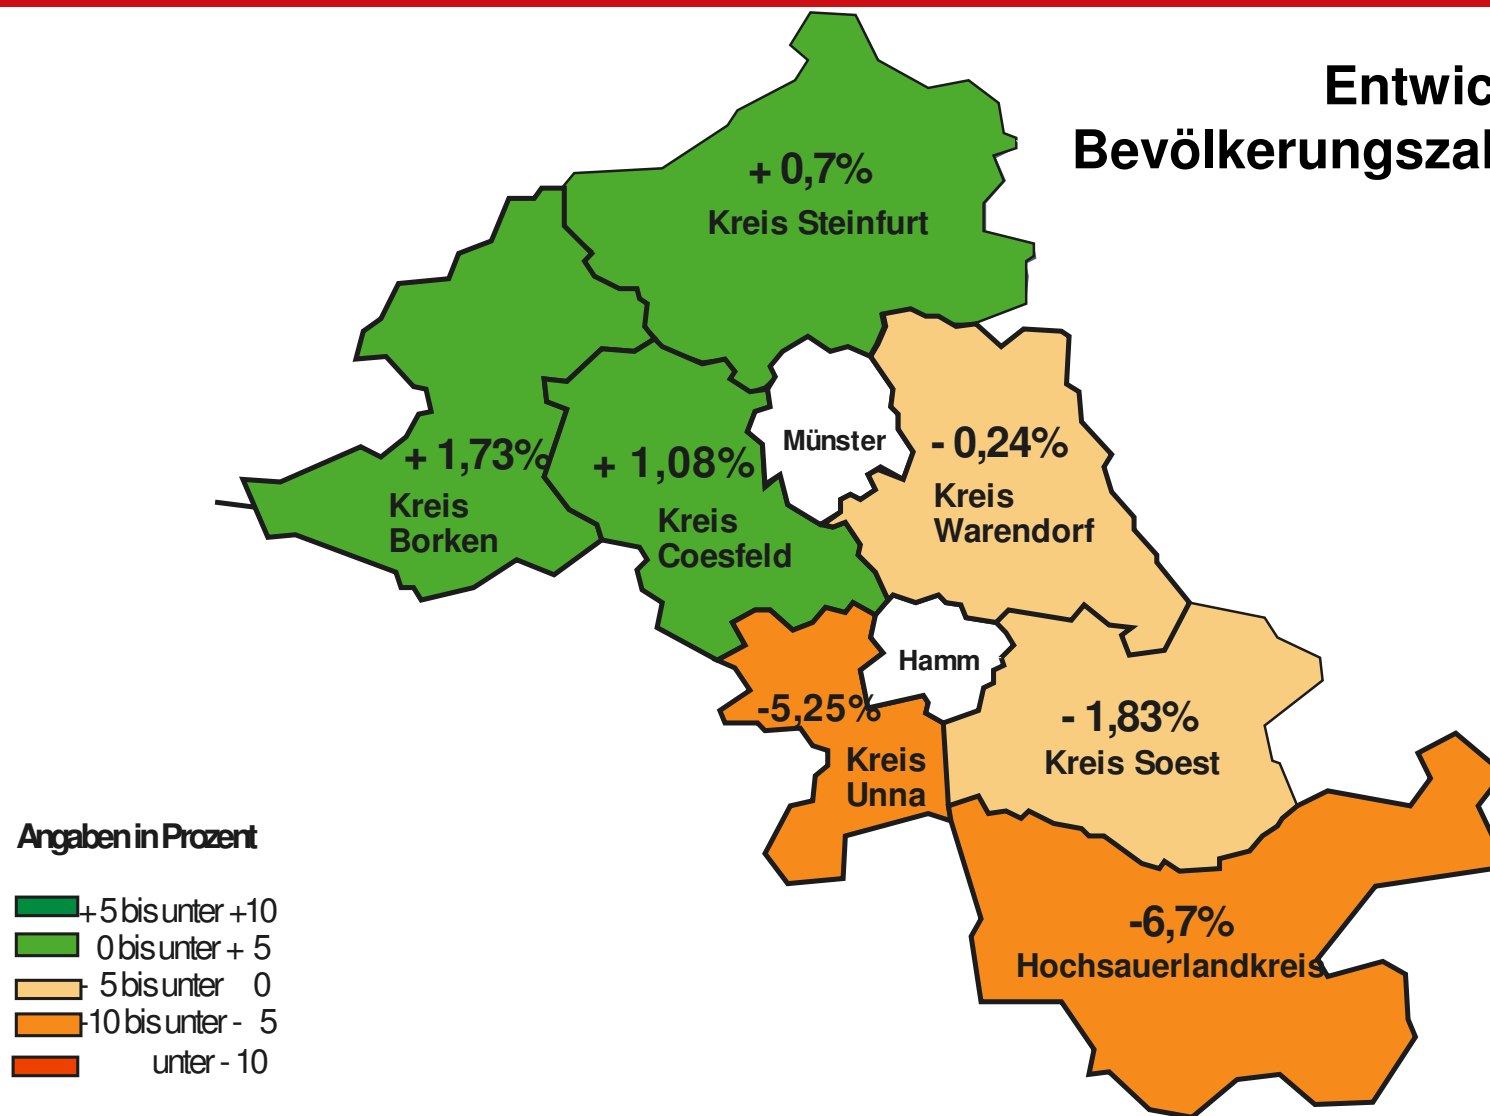 Entwic
Bevölkerungszal
+ 0,7%
Kreis Steinfurt
+ 1,73%
Kreis
Borken
+ 1,08%
Kreis
Coesfeld
Münster
- 0,24%
Kreis
Warendorf
Hamm
-5,25%
Kreis
Unna
- 1,83%
Kreis Soest
-6,7%
Hochsauerlandkreis
Angaben in Prozent
+ 5 bis unter +10
0 bis unter + 5
- 5 bis unter 0
-10 bis unter - 5
unter - 10